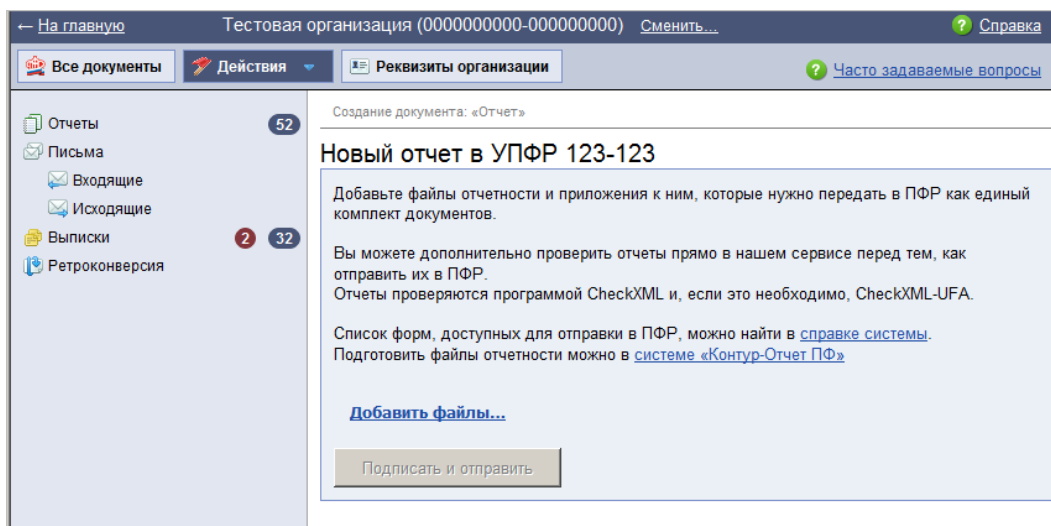 ← На главную Тестовая организация (0000000000-000000000) Сменить... ? Справка
Все документы Действия Реквизиты организации ? Часто задаваемые вопросы
Отчеты 52
Письма
Входящие
Исходящие
Выписки 2 32
Ретроконверсия
Создание документа: «Отчет»
Новый отчет в УПФР 123-123
Добавьте файлы отчетности и приложения к ним, которые нужно передать в ПФР как единый
комплект документов.
Вы можете дополнительно проверить отчеты прямо в нашем сервисе перед тем, как
отправить их в ПФР.
Отчеты проверяются программой CheckXML и, если это необходимо, CheckXML-UFA.
Список форм, доступных для отправки в ПФР, можно найти в справке системы.
Подготовить файлы отчетности можно в системе «Контур-Отчет ПФ»
Добавить файлы...
Подписать и отправить